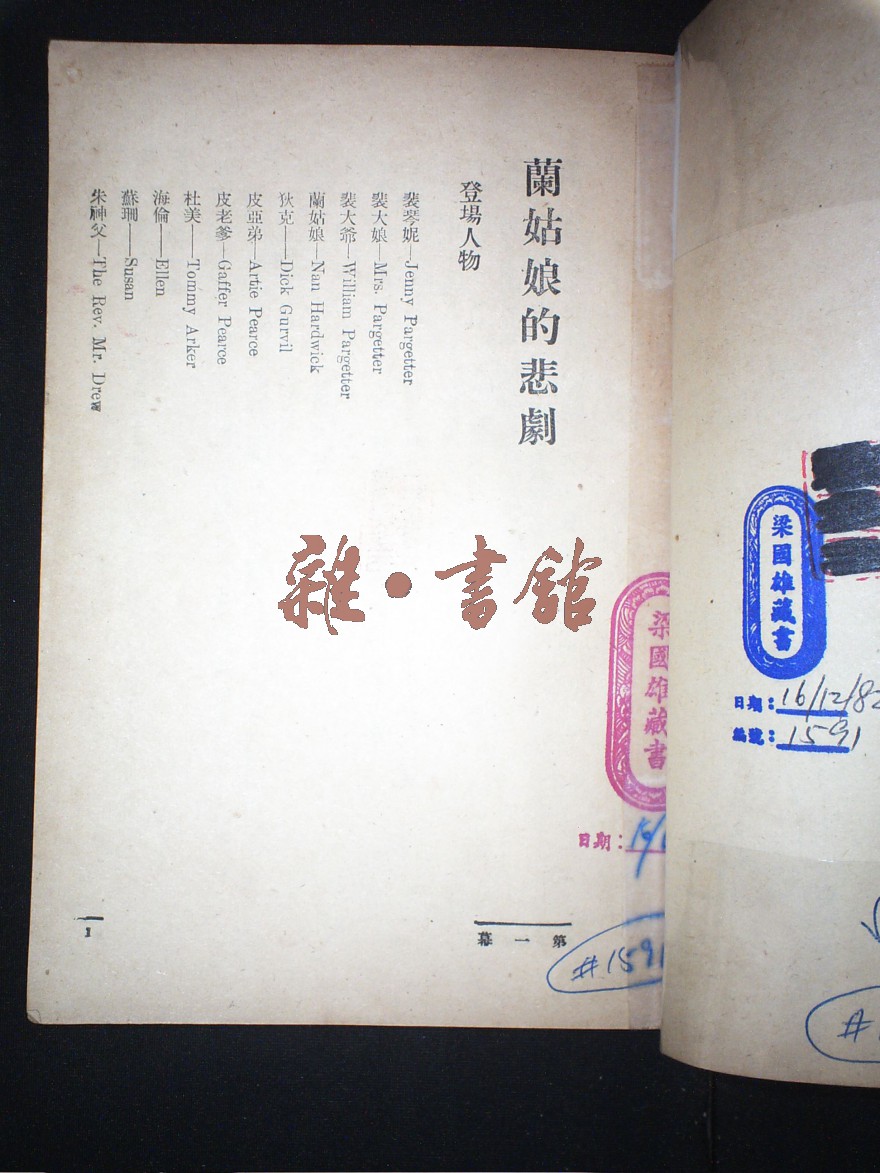 蘭姑娘的悲劇
登場人物
裴琴妮——Jenny Pargetter
裴大娘——Mrs. Pargetter
裴大爺——William Pargetter
蘭姑娘——Nan Hardwick
狄克——Dick Gurvil
皮亞弟——Artie Pearce
皮老爹——Gaffer Pearce
杜美——Tommy Arker
海倫——Ellen
蘇珊——Susan
朱神父——The Rev. Mr. Drew
第一幕
1
雜·書館
梁國雄藏書
日期:
#1591
梁國雄藏書
日期:16/12/82
編號:1591
#